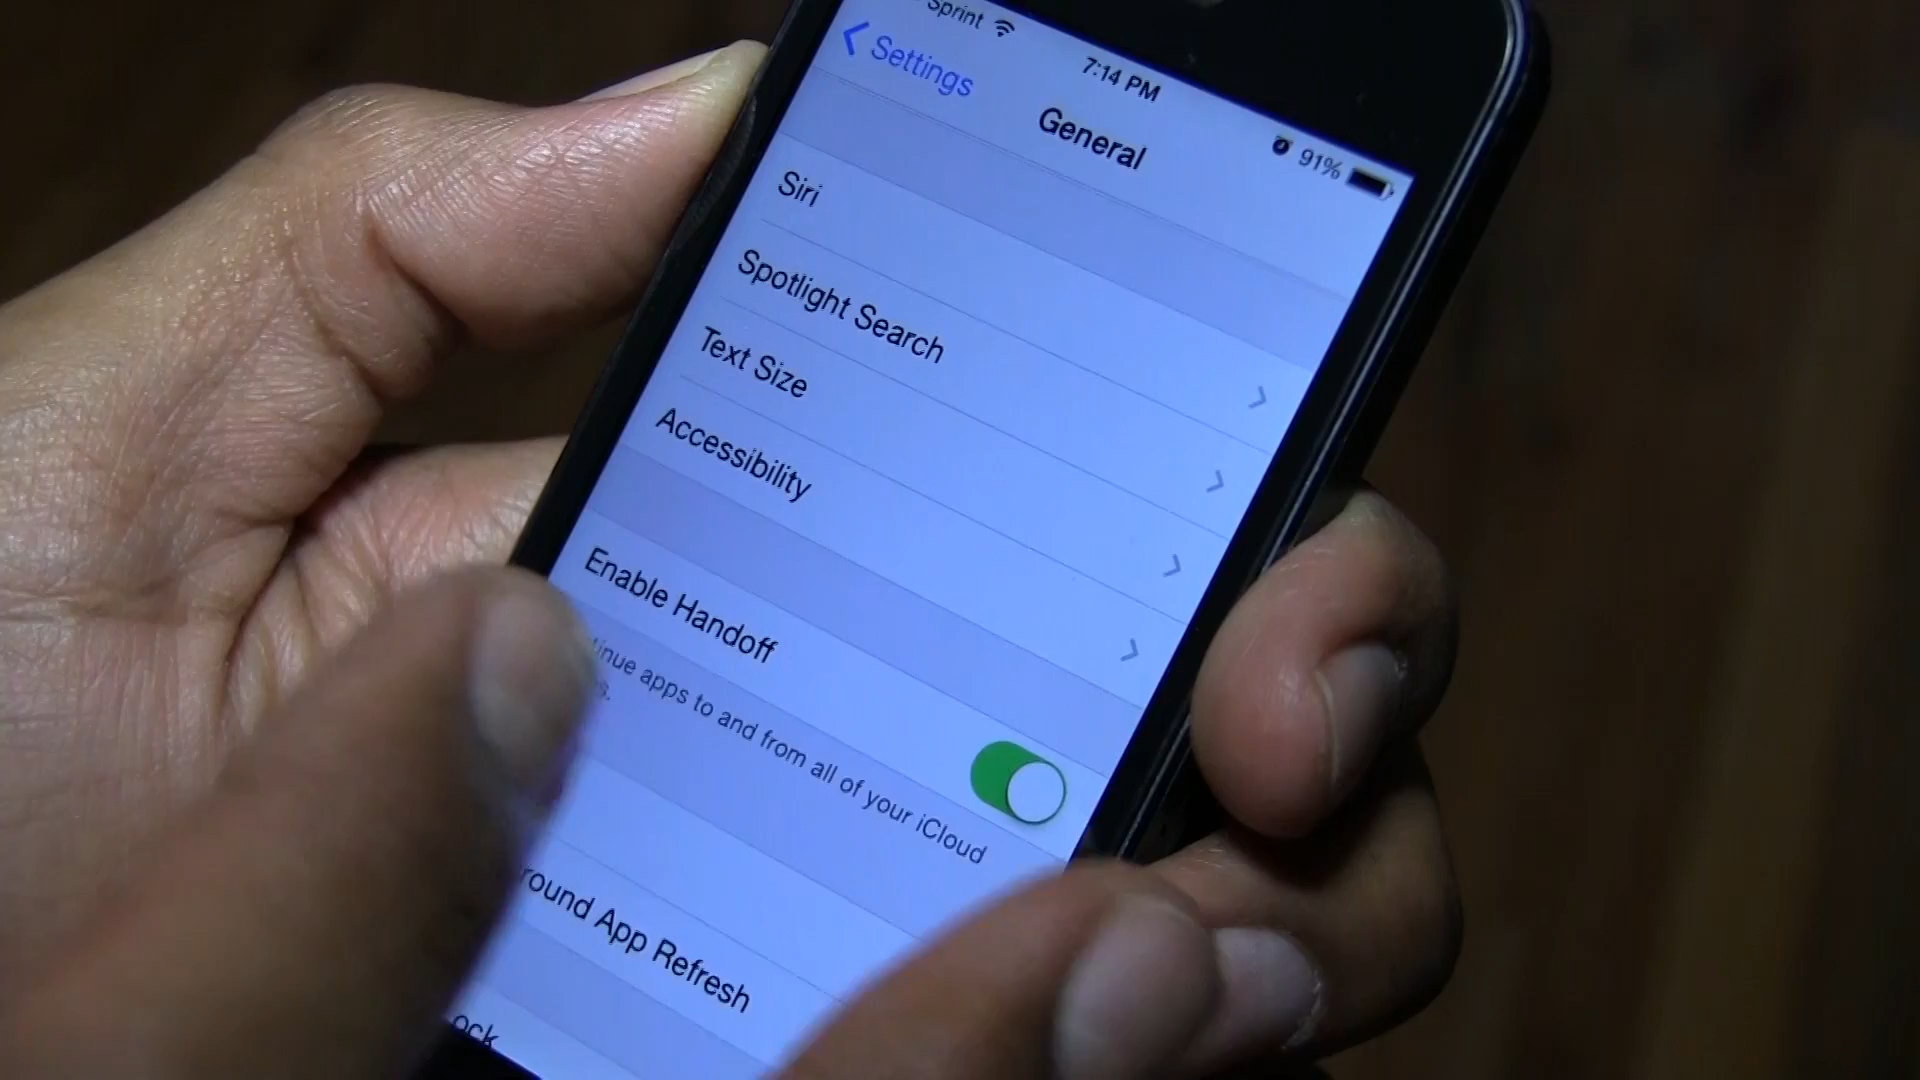 Sprint
7:14 PM
91%
Settings
General
Siri
Spotlight Search
Text Size
Accessibility
Enable Handoff
tinue apps to and from all of your iCloud
s.
round App Refresh
ock